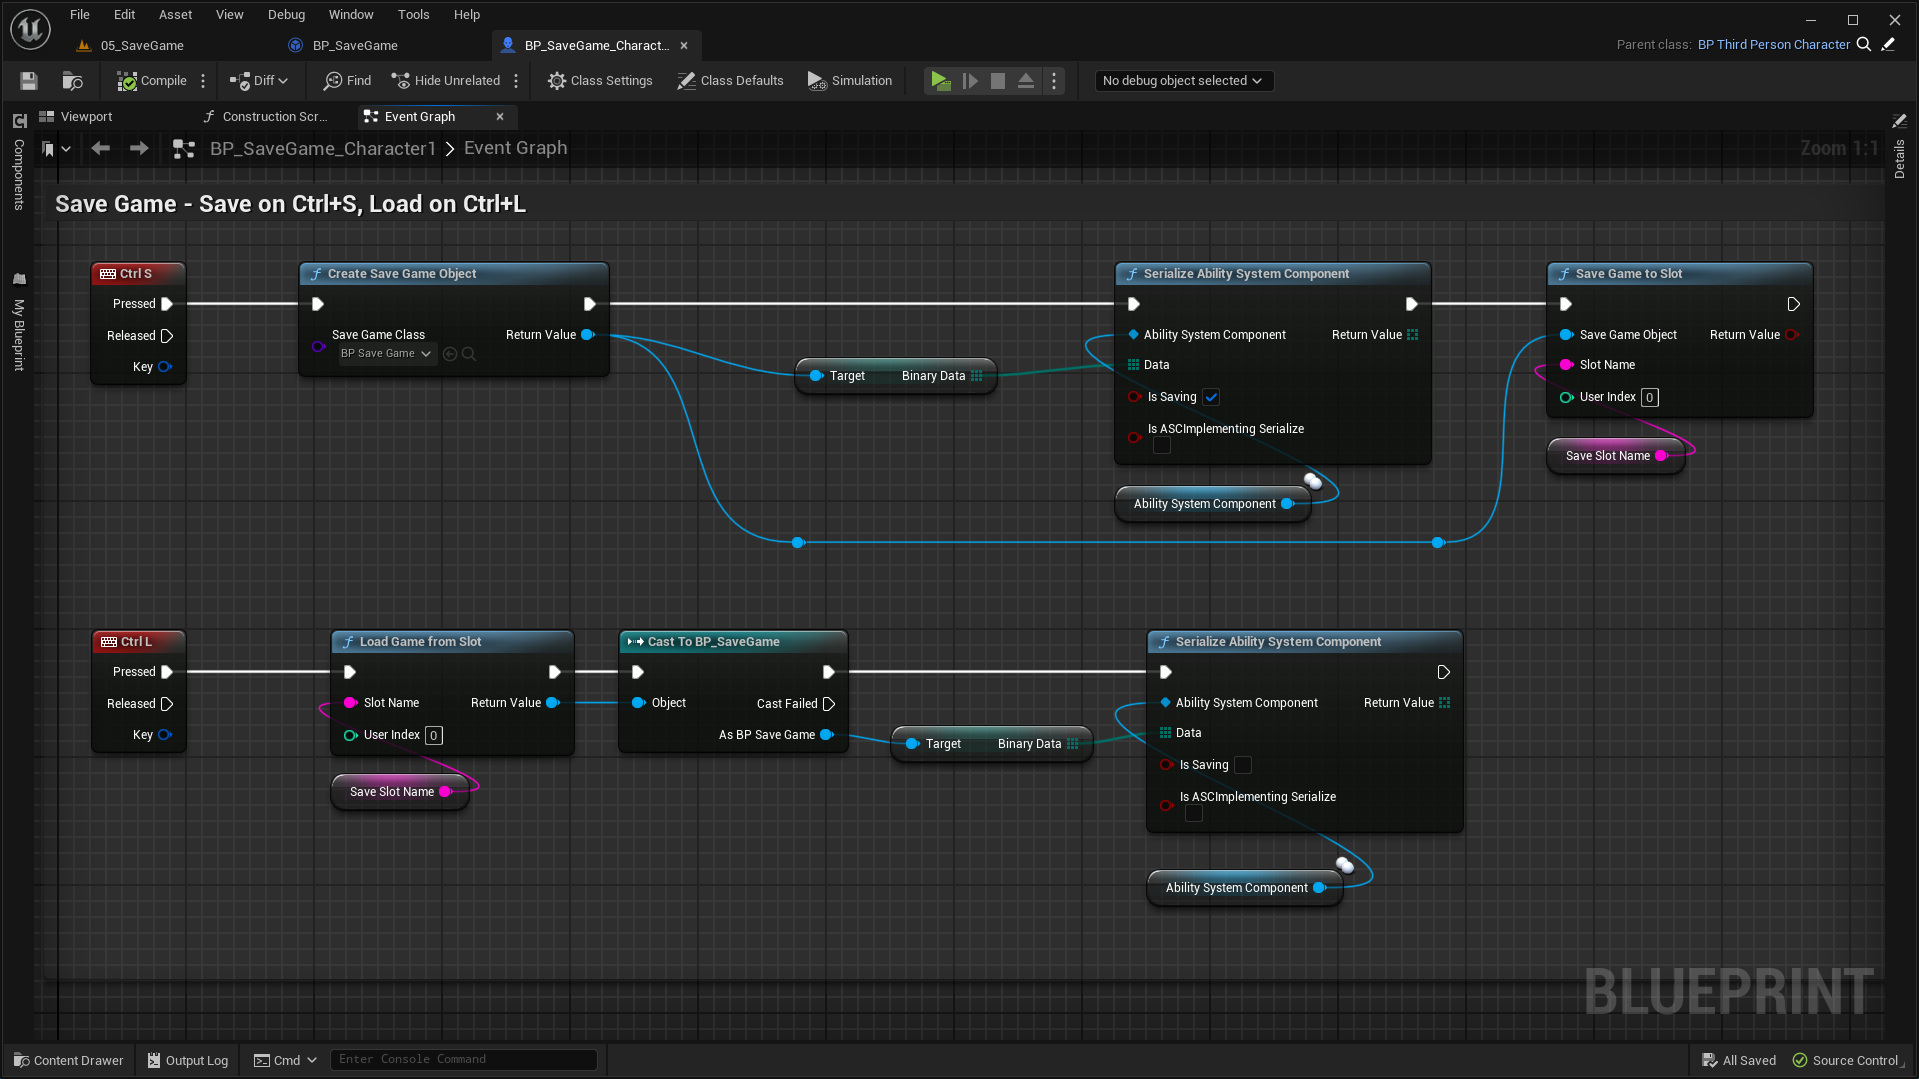 File Edit Asset View Debug Window Tools Help
05_SaveGame BP_SaveGame BP_SaveGame_Charact...
Parent class: BP Third Person Character
Compile Diff Find Hide Unrelated Class Settings Class Defaults Simulation No debug object selected
Viewport Construction Scr... Event Graph
BP_SaveGame_Character1 > Event Graph Zoom 1:1
Components
My Blueprint
Details
Save Game - Save on Ctrl+S, Load on Ctrl+L
Ctrl S
Pressed
Released
Key
Create Save Game Object
Save Game Class
BP Save Game
Return Value
Target Binary Data
Serialize Ability System Component
Ability System Component Return Value
Data
Is Saving
Is ASCImplementing Serialize
Ability System Component
Save Game to Slot
Save Game Object Return Value
Slot Name
User Index 0
Save Slot Name
Ctrl L
Pressed
Released
Key
Load Game from Slot
Slot Name Return Value
User Index 0
Save Slot Name
Cast To BP_SaveGame
Object Cast Failed
As BP Save Game
Target Binary Data
Serialize Ability System Component
Ability System Component Return Value
Data
Is Saving
Is ASCImplementing Serialize
Ability System Component
BLUEPRINT
Content Drawer Output Log Cmd Enter Console Command All Saved Source Control